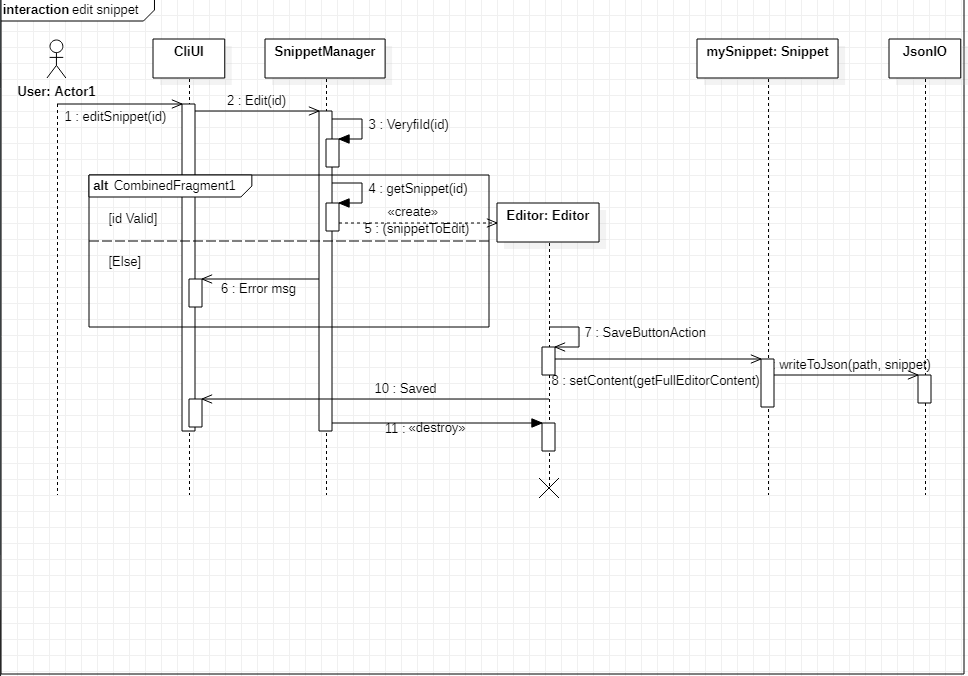 interaction edit snippet
CliUI
SnippetManager
mySnippet: Snippet
JsonIO
User: Actor1
1 : editSnippet(id)
2 : Edit(id)
3 : VeryfiId(id)
alt CombinedFragment1
4 : getSnippet(id)
[id Valid]
«create»
5 : (snippetToEdit)
Editor: Editor
[Else]
6 : Error msg
7 : SaveButtonAction
writeToJson(path, snippet)
8 : setContent(getFullEditorContent)
10 : Saved
11 : «destroy»